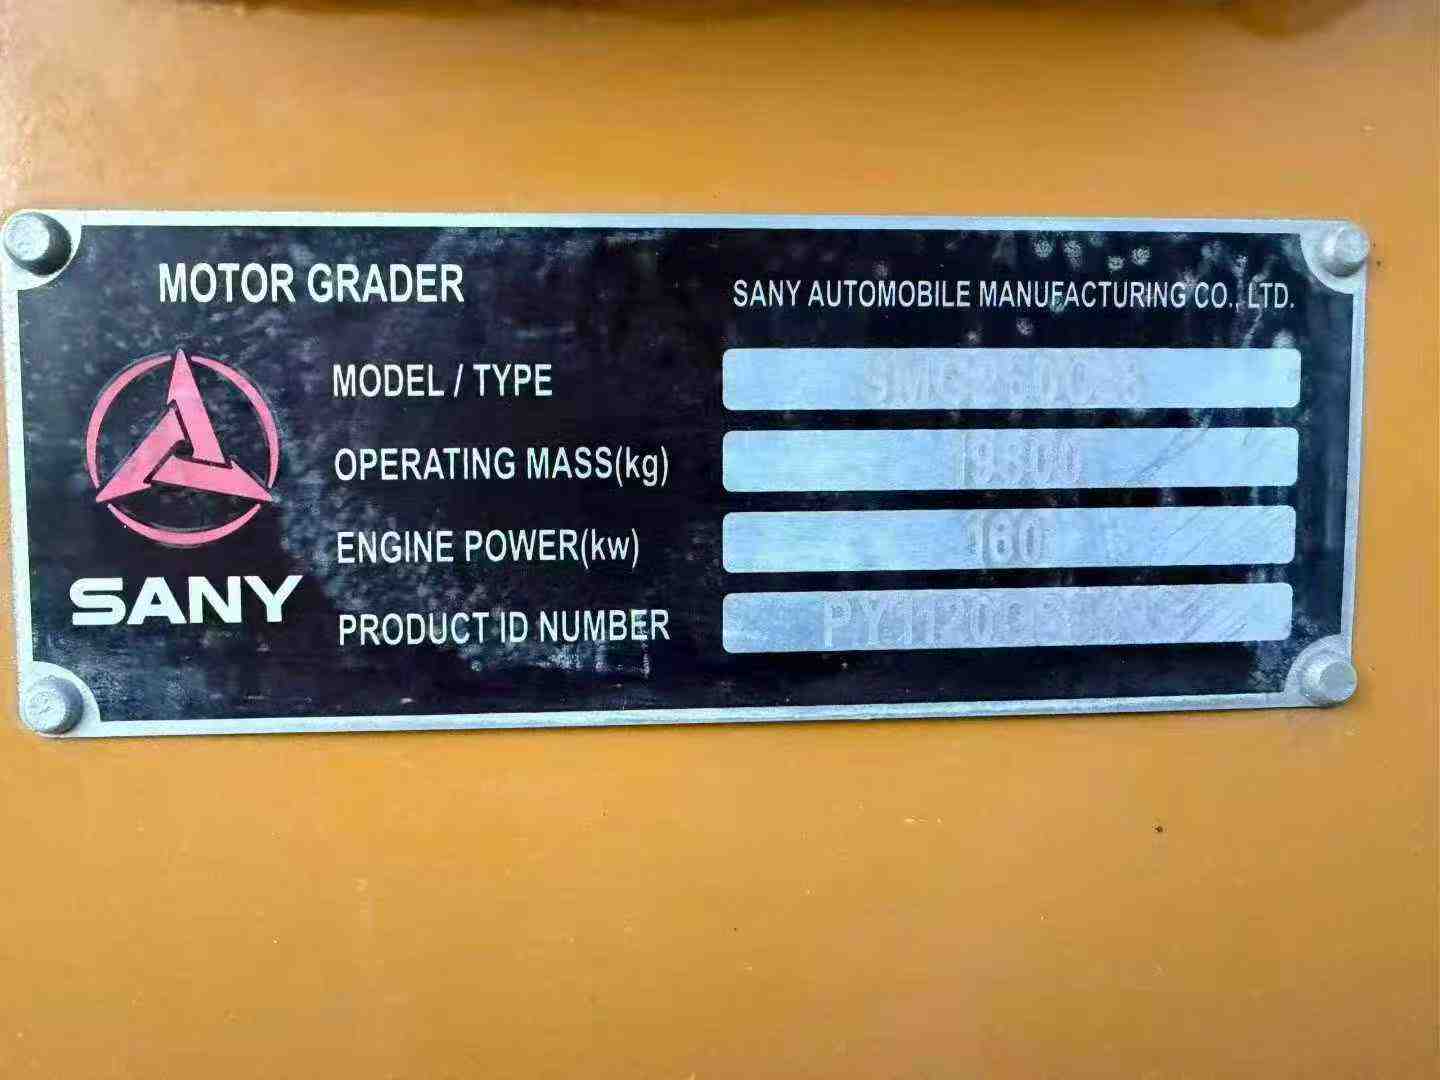 MOTOR GRADER
SANY AUTOMOBILE MANUFACTURING CO., LTD.
MODEL / TYPE
OPERATING MASS(kg) 19800
ENGINE POWER(kw) 160
PRODUCT ID NUMBER
SANY